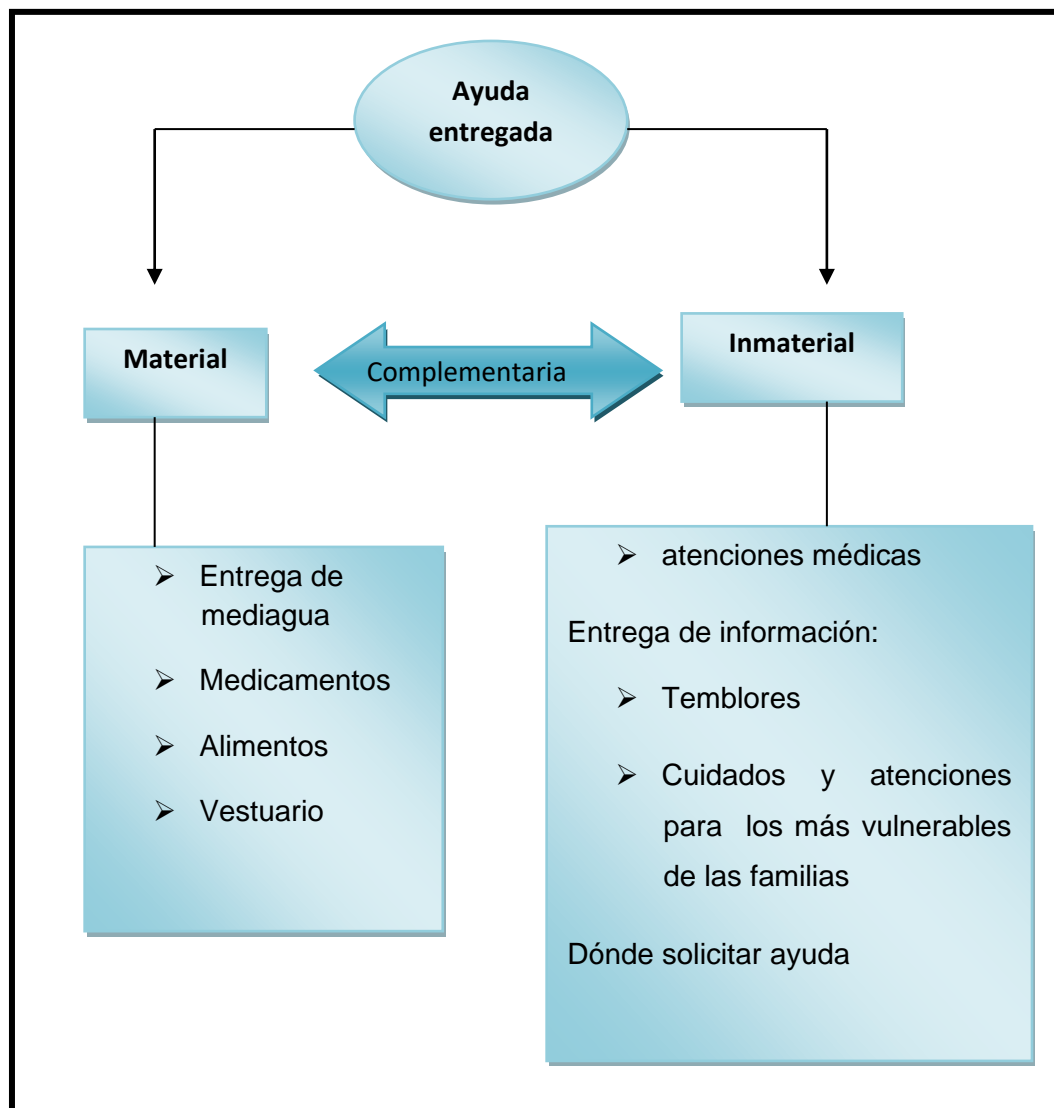 Ayuda
entregada
Material
Complementaria
Inmaterial
➢ Entrega de
mediagua
➢ Medicamentos
➢ Alimentos
➢ Vestuario
➢ atenciones médicas
Entrega de información:
➢ Temblores
➢ Cuidados y atenciones
para los más vulnerables
de las familias
Dónde solicitar ayuda